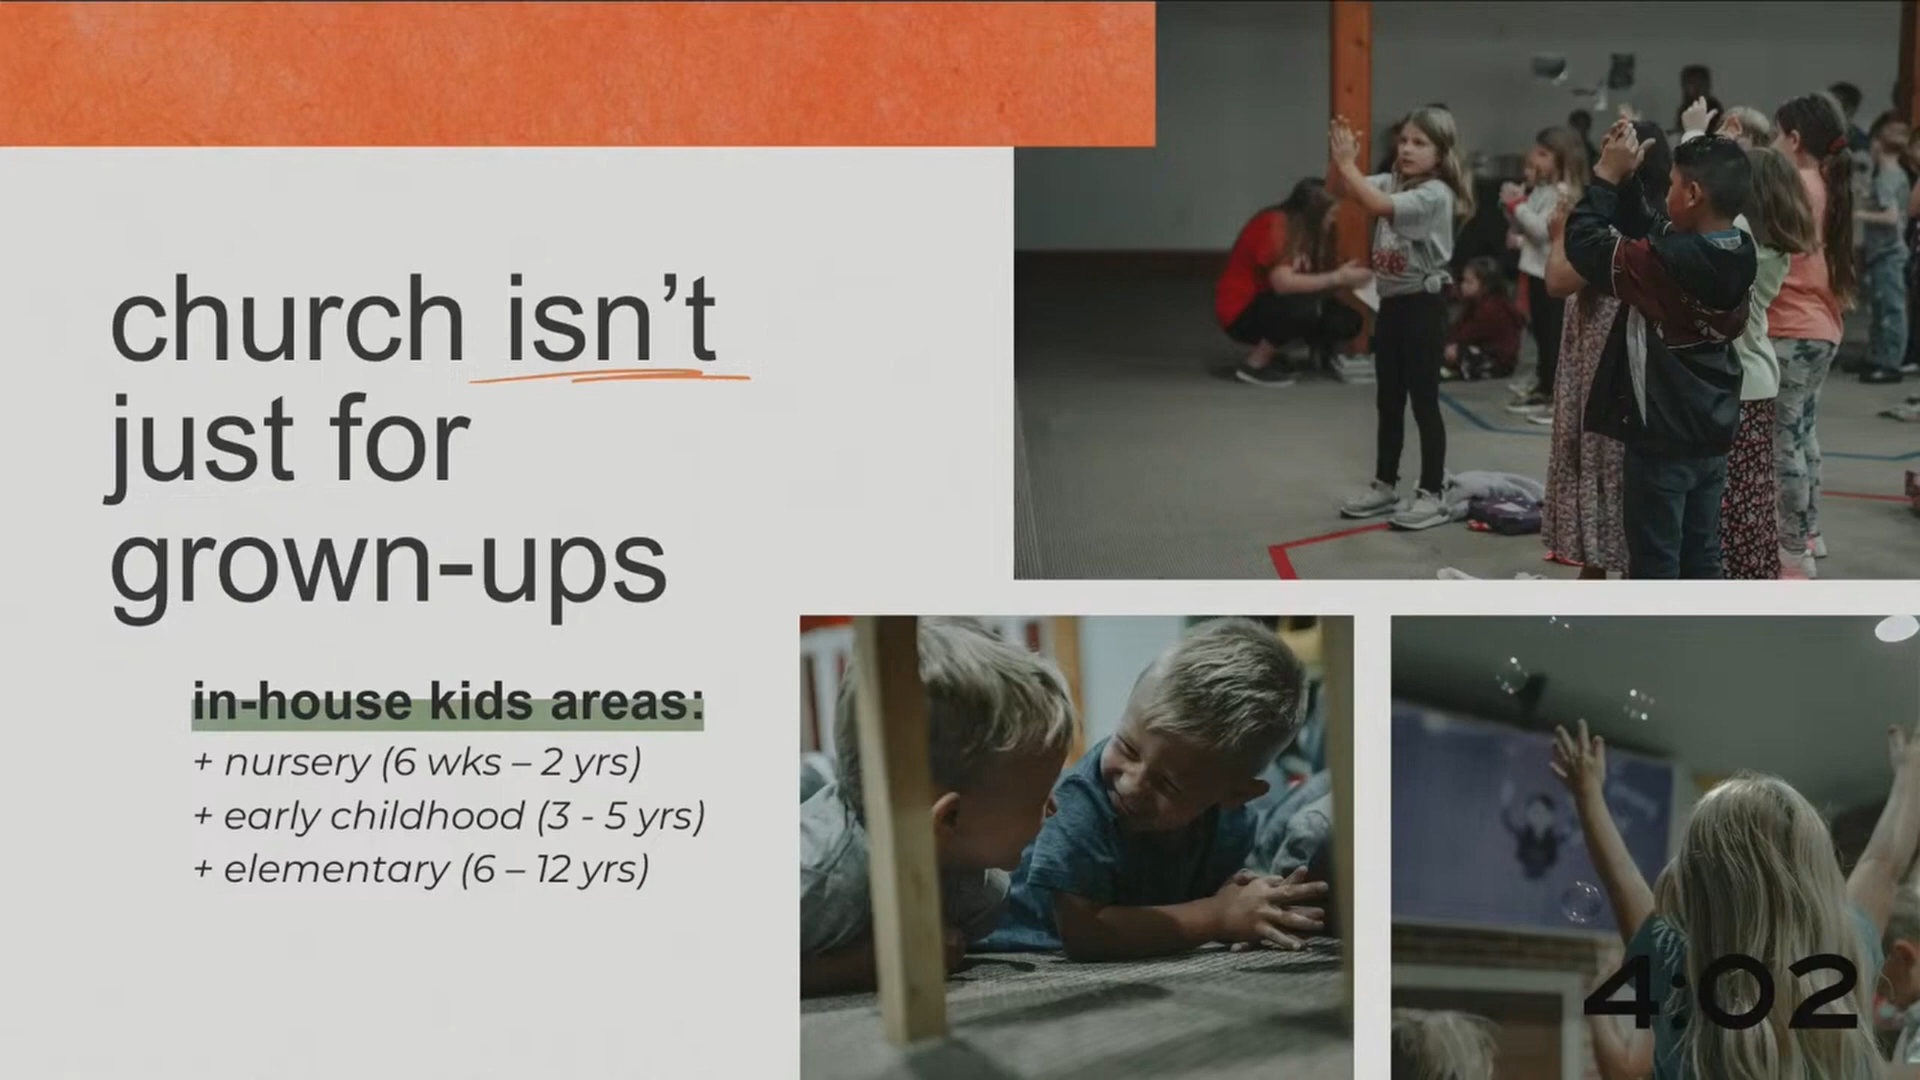 church isn’t
just for
grown-ups
in-house kids areas:
+ nursery (6 wks – 2 yrs)
+ early childhood (3 - 5 yrs)
+ elementary (6 – 12 yrs)
4:02